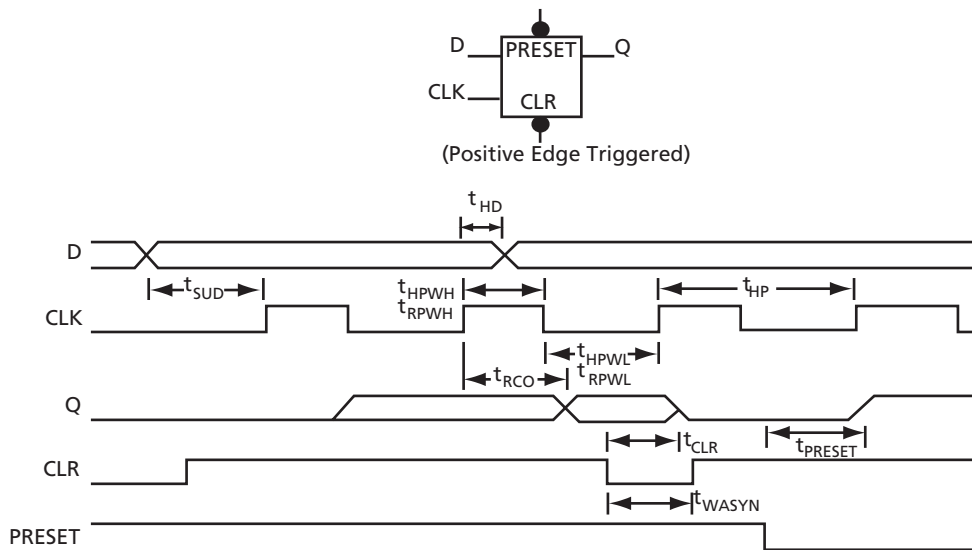 D
PRESET
Q
CLK
CLR
(Positive Edge Triggered)
tHD
D
tSUD
tHPWH
tRPWH
tHP
CLK
tHPWL
tRCO
tRPWL
Q
tCLR
tPRESET
CLR
tWASYN
PRESET